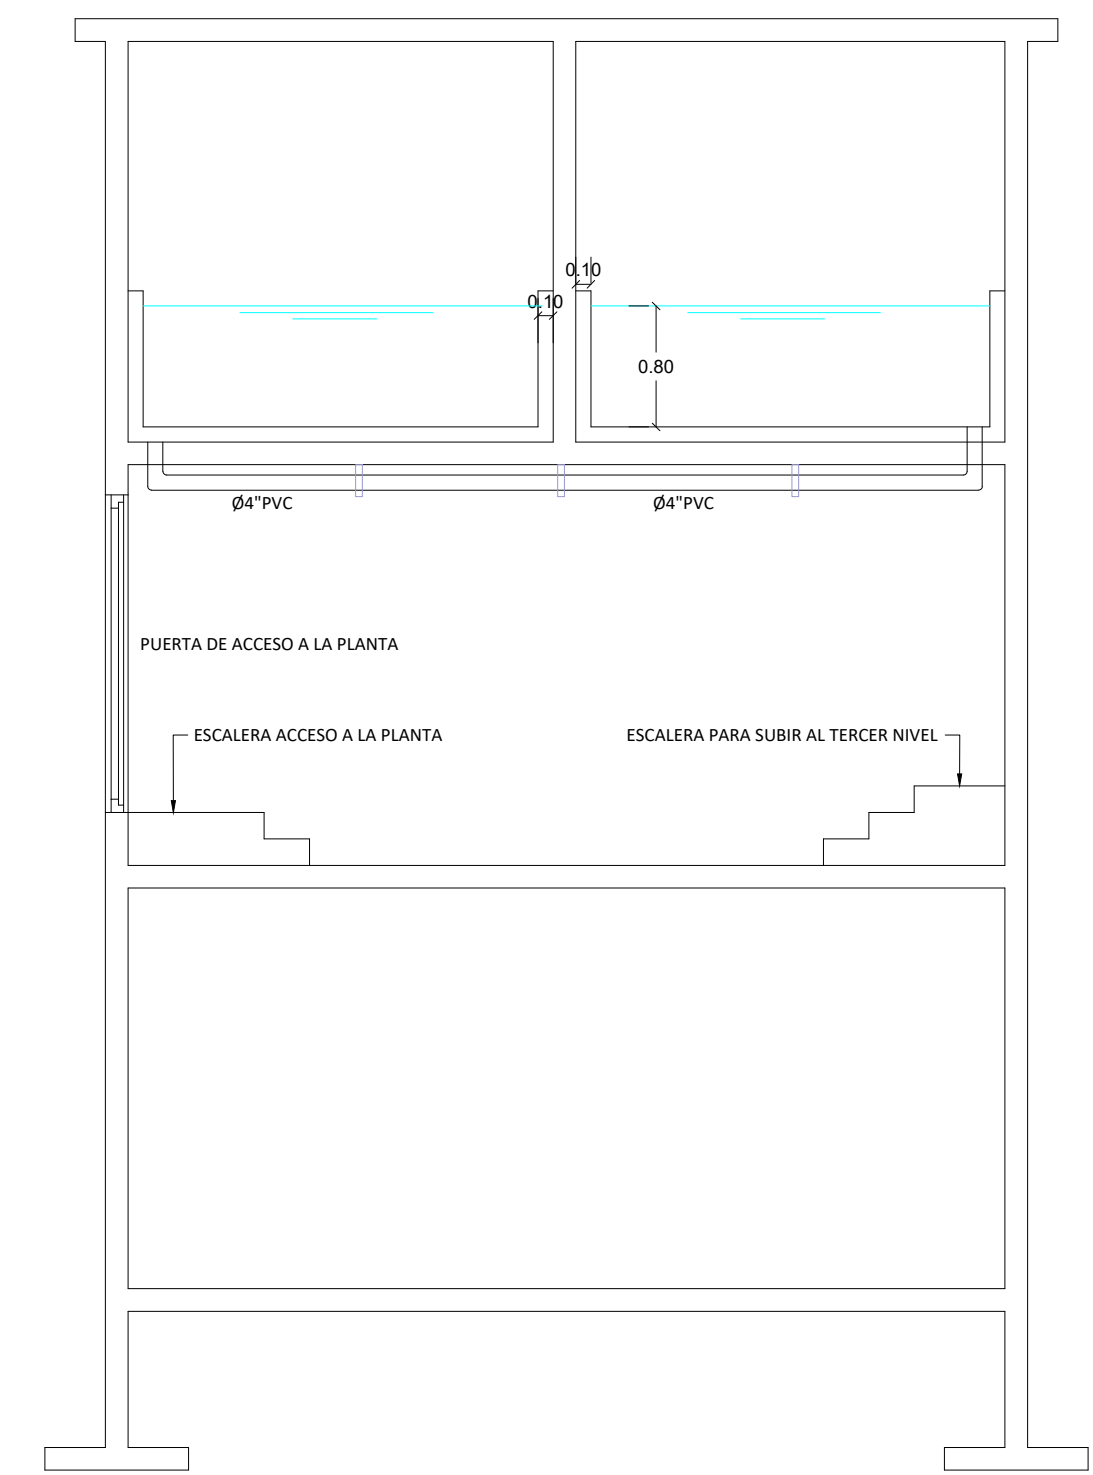 0.10
0.10
0.80
Ø4"PVC
Ø4"PVC
PUERTA DE ACCESO A LA PLANTA
ESCALERA ACCESO A LA PLANTA
ESCALERA PARA SUBIR AL TERCER NIVEL